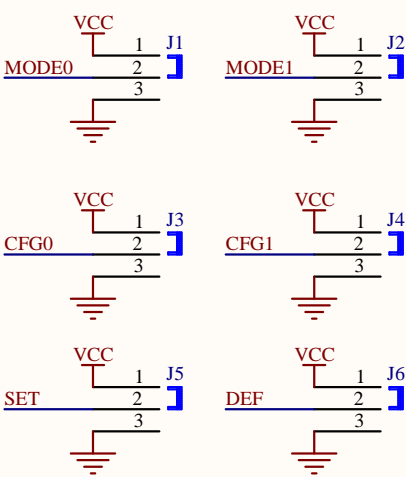 VCC VCC
1 J1 1 J2
MODE0 2 MODE1 2
3 3
VCC VCC
1 J3 1 J4
CFG0 2 CFG1 2
3 3
VCC VCC
1 J5 1 J6
SET 2 DEF 2
3 3